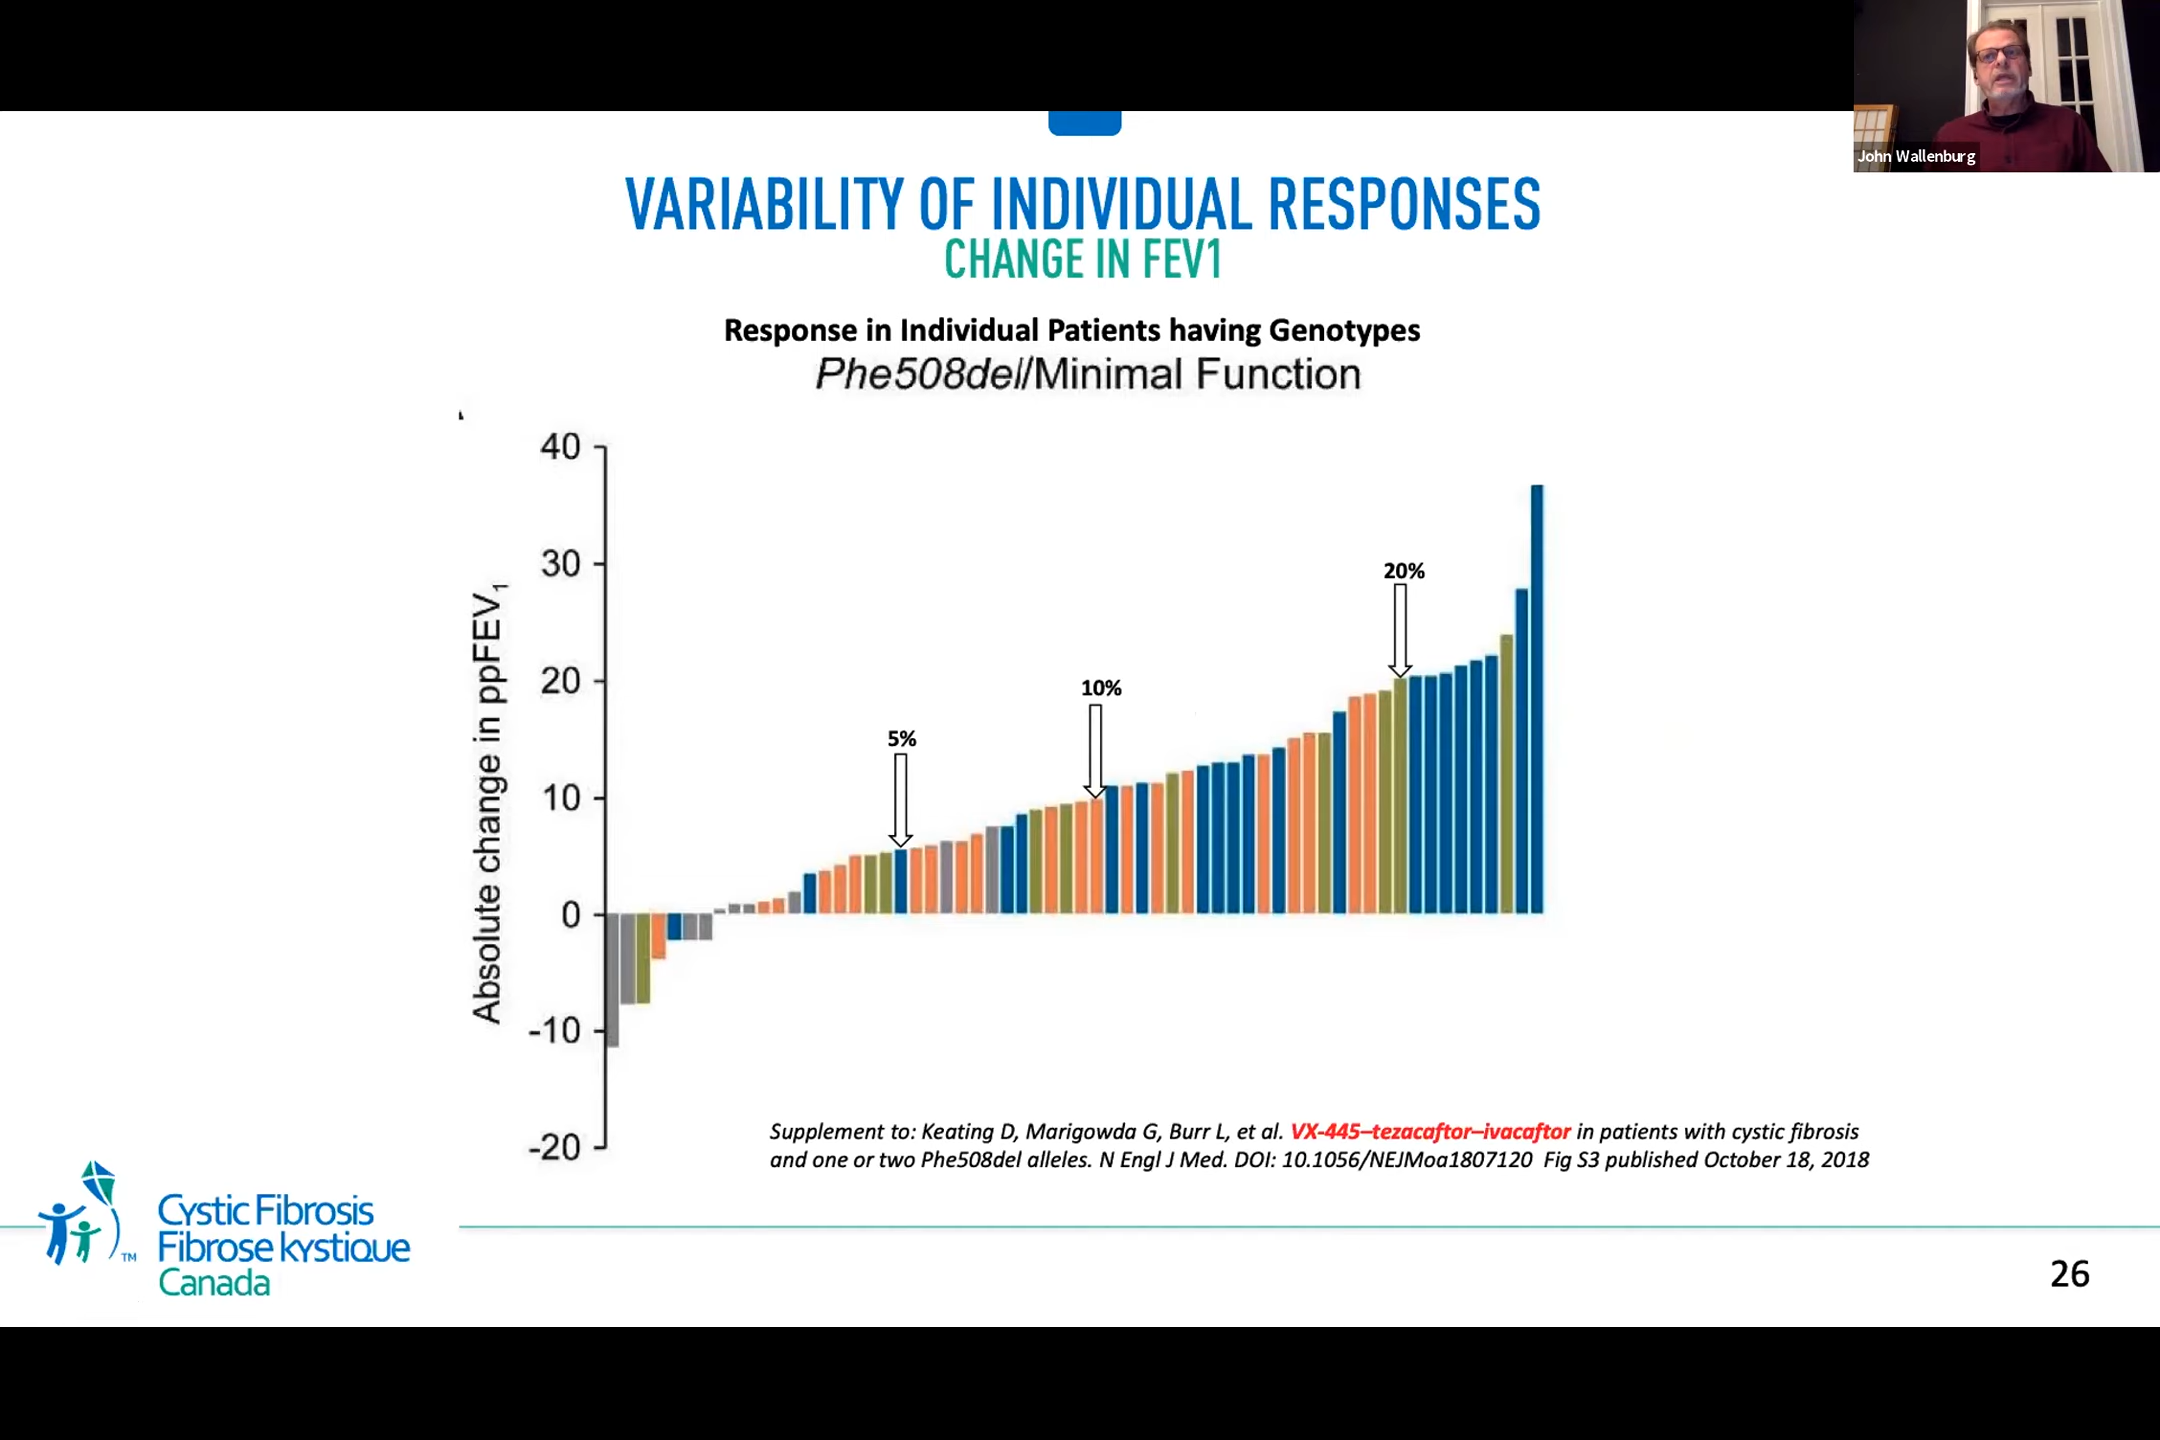 John Wallenburg
VARIABILITY OF INDIVIDUAL RESPONSES
CHANGE IN FEV1
Response in Individual Patients having Genotypes
Phe508del/Minimal Function
Absolute change in ppFEV1
40
30
20
10
0
-10
-20
5%
10%
20%
Supplement to: Keating D, Marigowda G, Burr L, et al. VX-445–tezacaftor–ivacaftor in patients with cystic fibrosis
and one or two Phe508del alleles. N Engl J Med. DOI: 10.1056/NEJMoa1807120 Fig S3 published October 18, 2018
Cystic Fibrosis
Fibrose kystique
Canada
TM
26